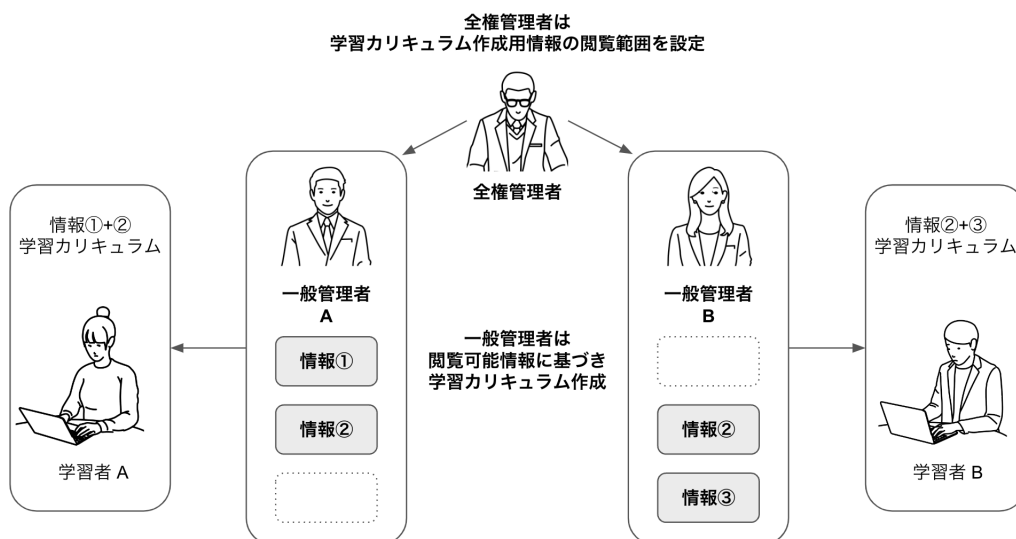 全権管理者は
学習カリキュラム作成用情報の閲覧範囲を設定
全権管理者
情報①+②
学習カリキュラム
学習者 A
一般管理者
A
情報①
情報②
一般管理者は
閲覧可能情報に基づき
学習カリキュラム作成
一般管理者
B
情報②
情報③
情報②+③
学習カリキュラム
学習者 B